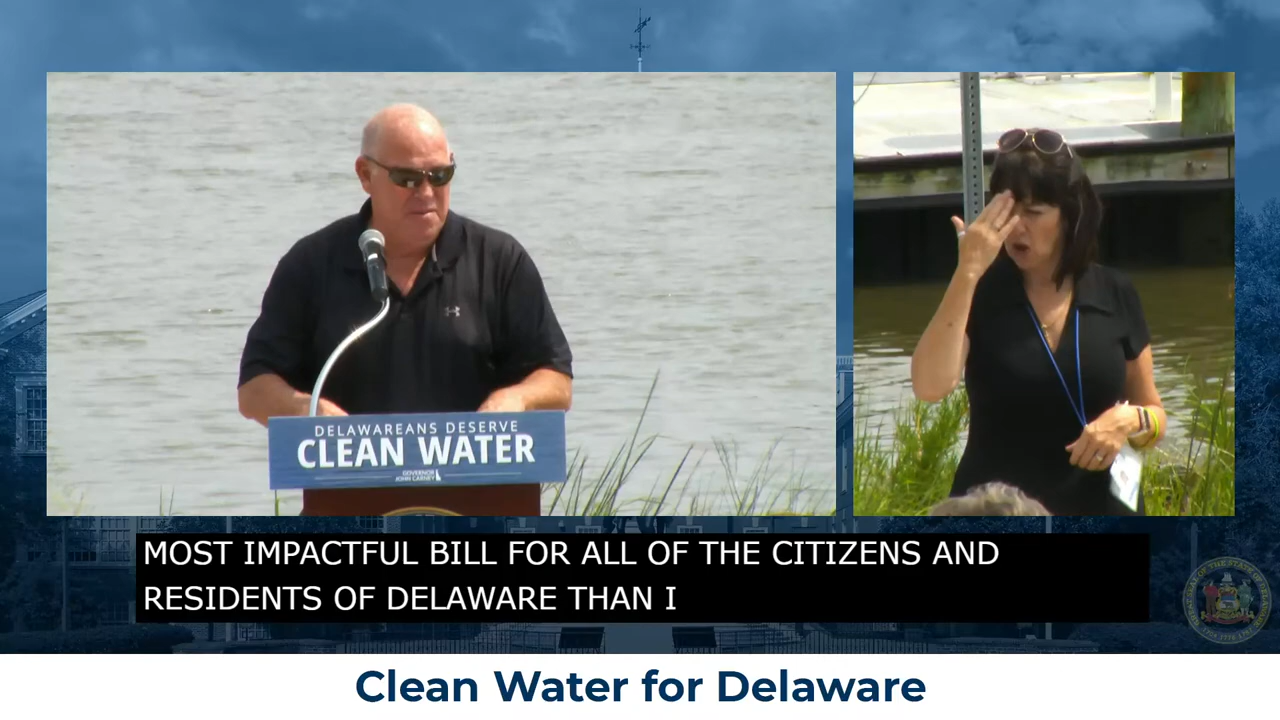 DELAWAREANS DESERVE
CLEAN WATER
GOVERNOR
JOHN CARNEY
MOST IMPACTFUL BILL FOR ALL OF THE CITIZENS AND
RESIDENTS OF DELAWARE THAN I
Clean Water for Delaware